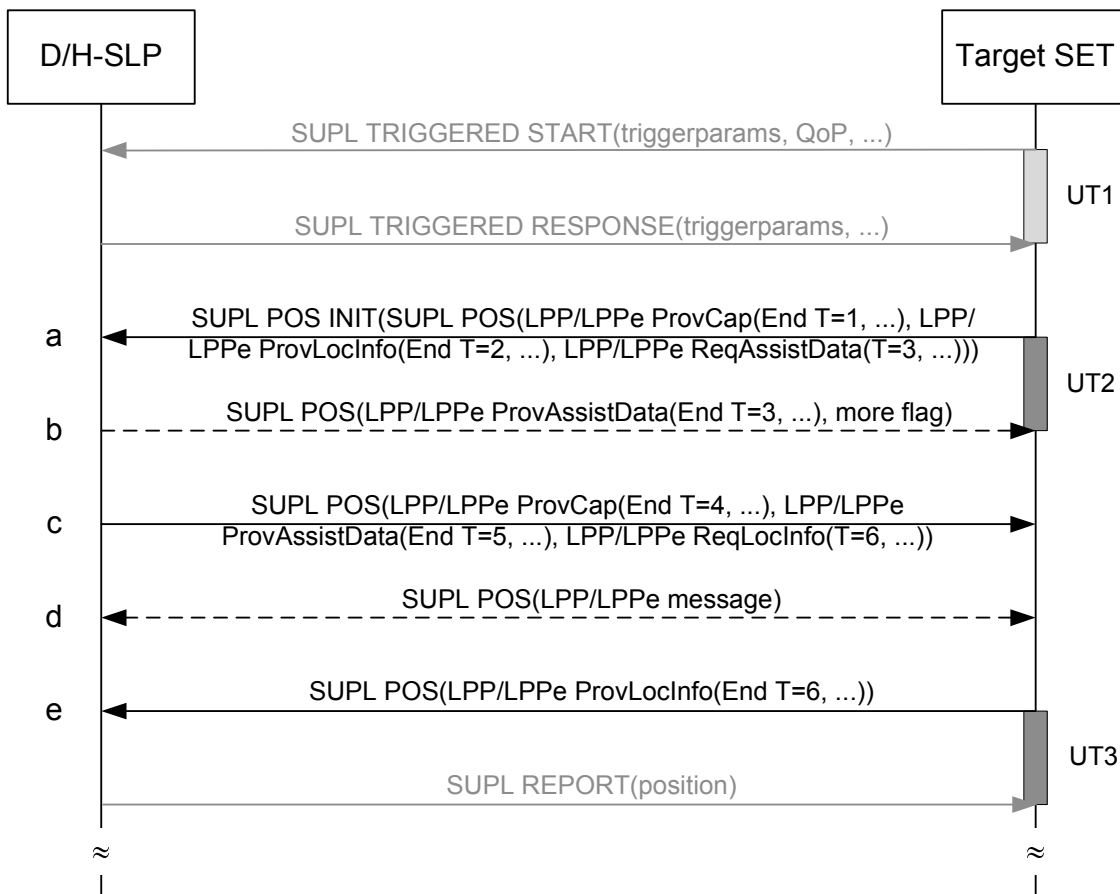 D/H-SLP
Target SET
SUPL TRIGGERED START(triggerparams, QoP, ...)
UT1
SUPL TRIGGERED RESPONSE(triggerparams, ...)
a
SUPL POS INIT(SUPL POS(LPP/LPPe ProvCap(End T=1, ...), LPP/
LPPe ProvLocInfo(End T=2, ...), LPP/LPPe ReqAssistData(T=3, ...)))
UT2
b
SUPL POS(LPP/LPPe ProvAssistData(End T=3, ...), more flag)
c
SUPL POS(LPP/LPPe ProvCap(End T=4, ...), LPP/LPPe
ProvAssistData(End T=5, ...), LPP/LPPe ReqLocInfo(T=6, ...))
d
SUPL POS(LPP/LPPe message)
e
SUPL POS(LPP/LPPe ProvLocInfo(End T=6, ...))
UT3
SUPL REPORT(position)
≈
≈